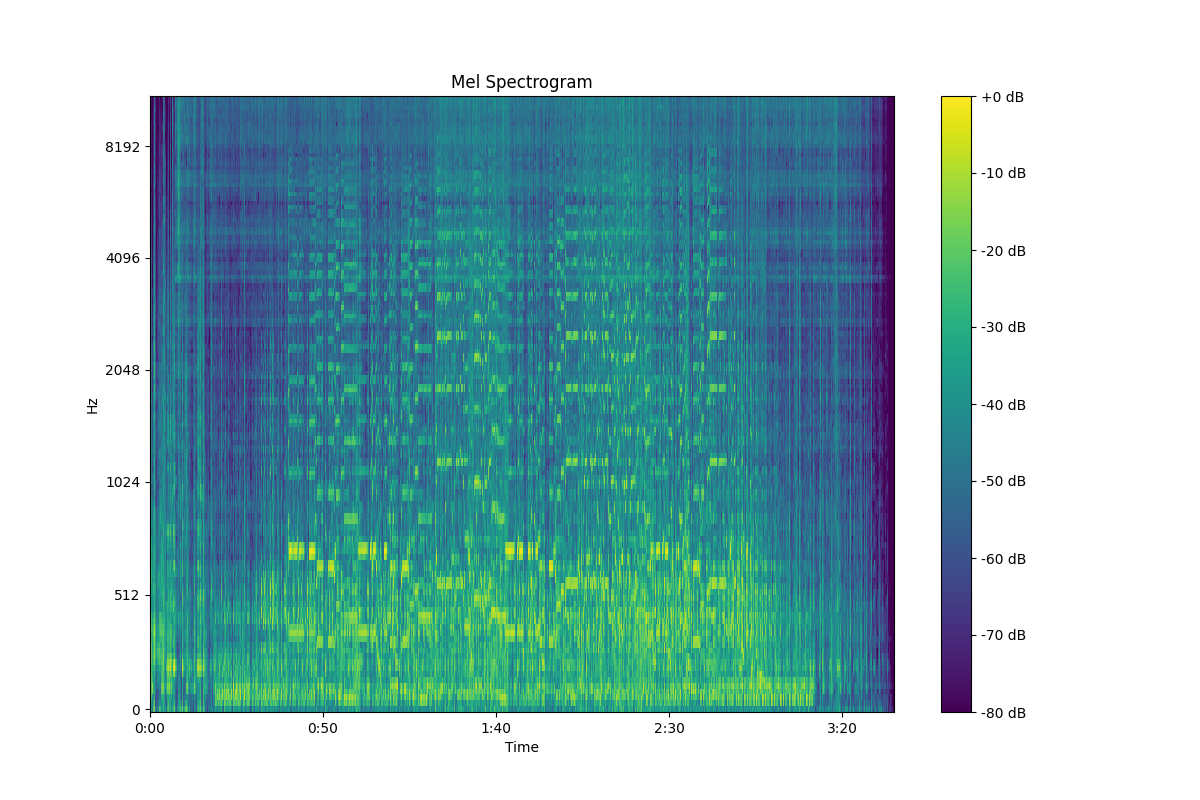 Mel Spectrogram
Hz
8192
4096
2048
1024
512
0
0:00
0:50
1:40
2:30
3:20
Time
+0 dB
-10 dB
-20 dB
-30 dB
-40 dB
-50 dB
-60 dB
-70 dB
-80 dB